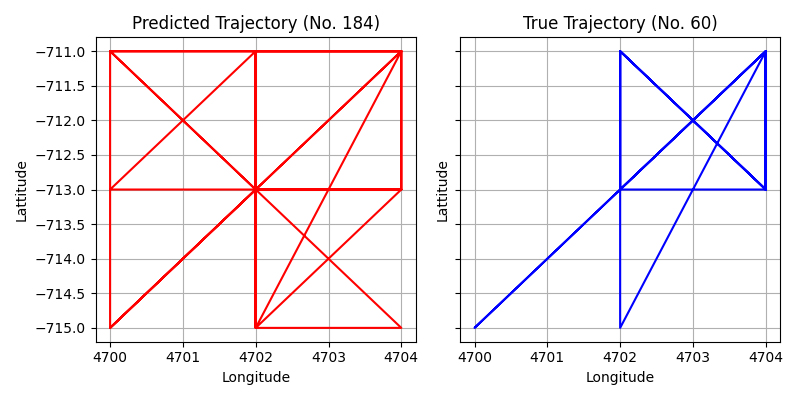 Predicted Trajectory (No. 184)
Lattitude
−711.0
−711.5
−712.0
−712.5
−713.0
−713.5
−714.0
−714.5
−715.0
4700 4701 4702 4703 4704
Longitude
True Trajectory (No. 60)
Lattitude
4700 4701 4702 4703 4704
Longitude